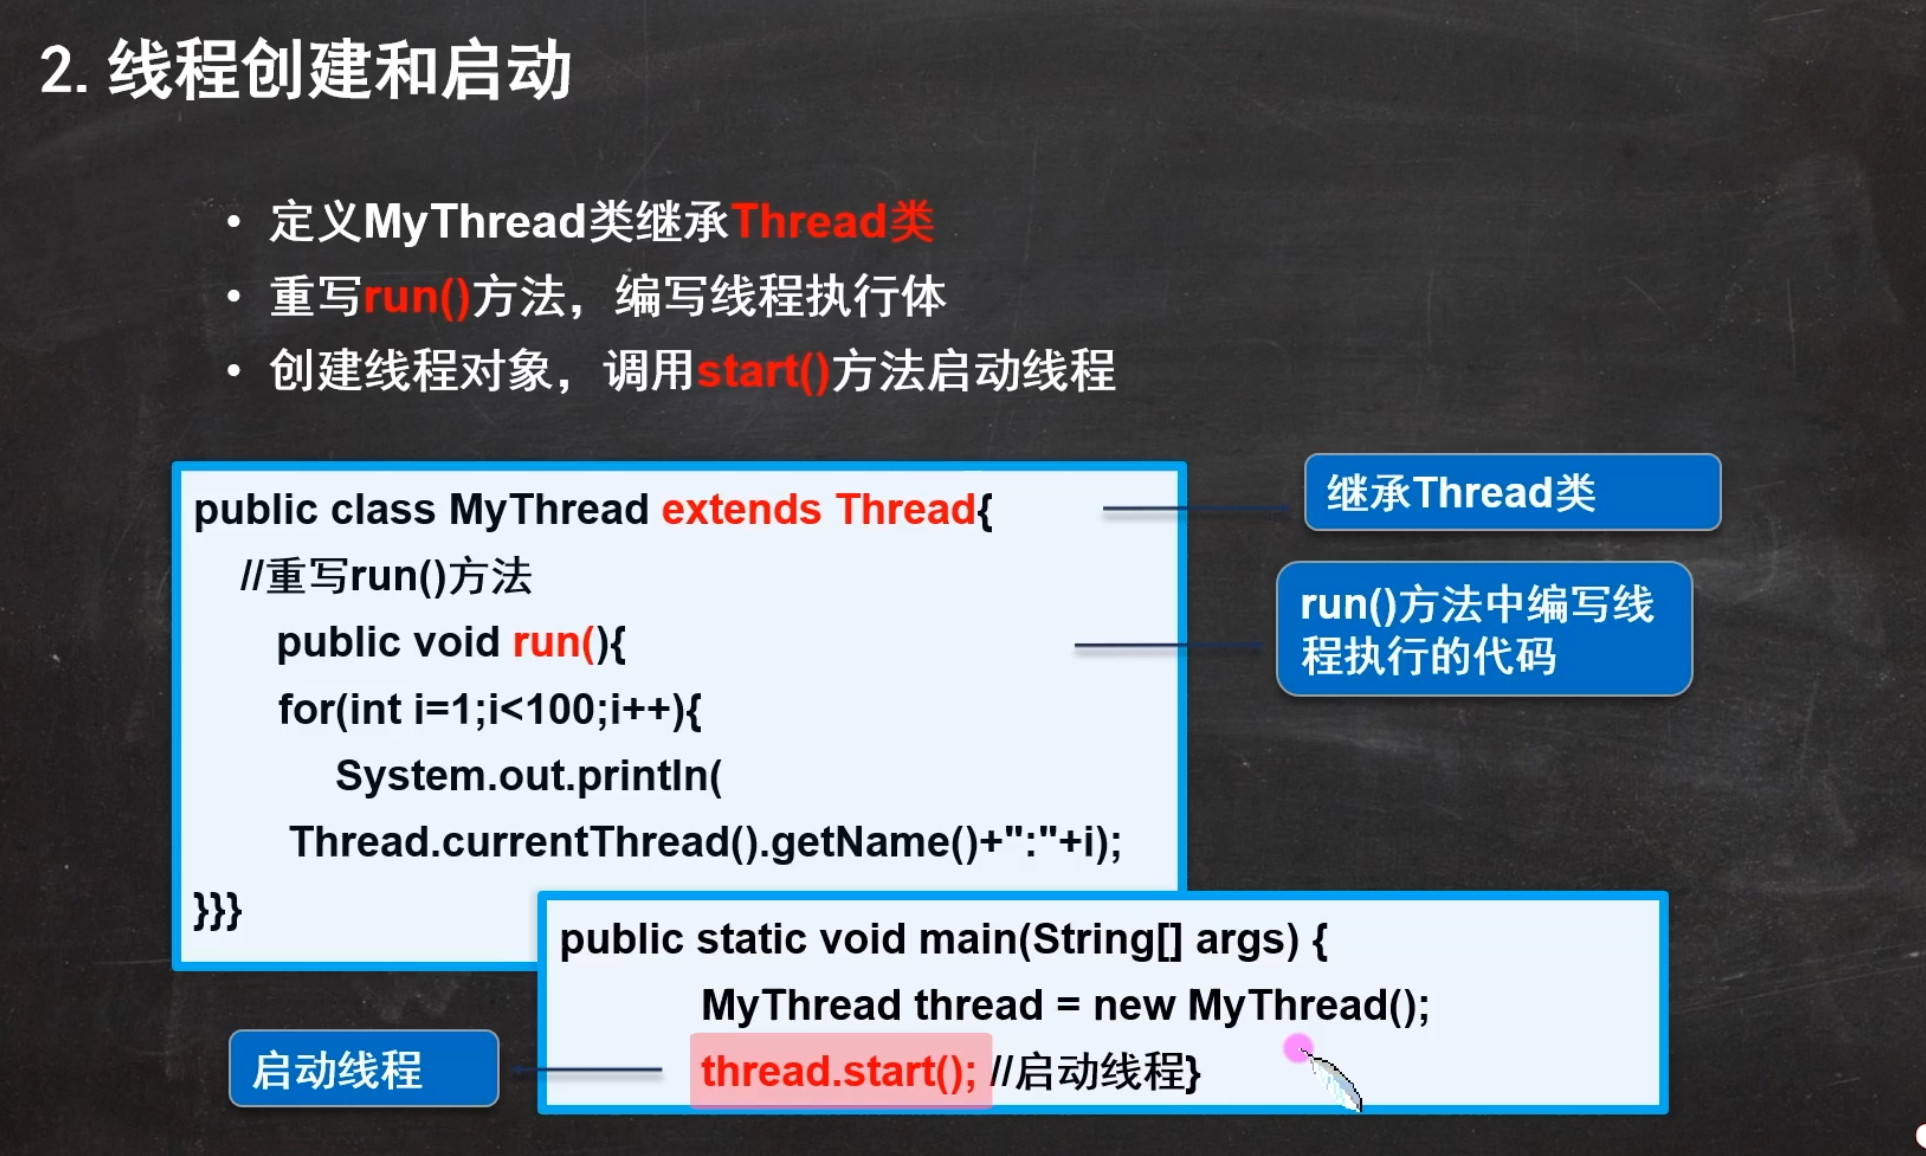 2. 线程创建和启动
• 定义MyThread类继承Thread类
• 重写run()方法，编写线程执行体
• 创建线程对象，调用start()方法启动线程
public class MyThread extends Thread{
//重写run()方法
public void run(){
for(int i=1;i<100;i++){
System.out.println(
Thread.currentThread().getName()+":"+i);
}}}
继承Thread类
run()方法中编写线
程执行的代码
public static void main(String[] args) {
MyThread thread = new MyThread();
thread.start(); //启动线程}
启动线程